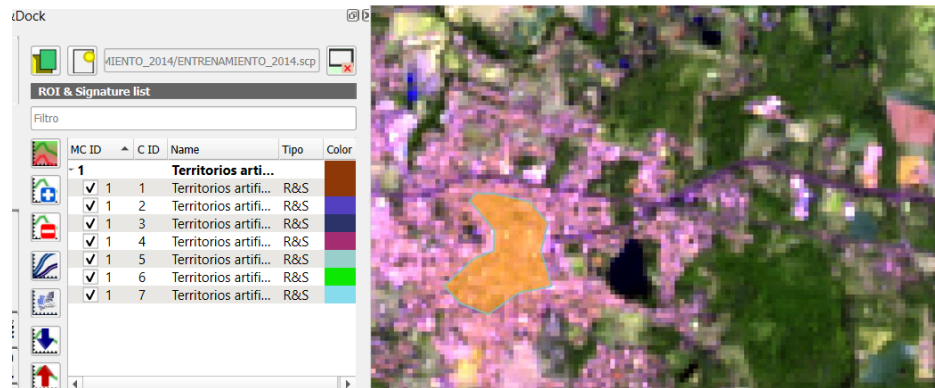 &Dock
MIENTO_2014/ENTRENAMIENTO_2014.scp
ROI & Signature list
Filtro
MC ID C ID Name Tipo Color
1 Territorios arti...
1 1 Territorios artifi... R&S
1 2 Territorios artifi... R&S
1 3 Territorios artifi... R&S
1 4 Territorios artifi... R&S
1 5 Territorios artifi... R&S
1 6 Territorios artifi... R&S
1 7 Territorios artifi... R&S